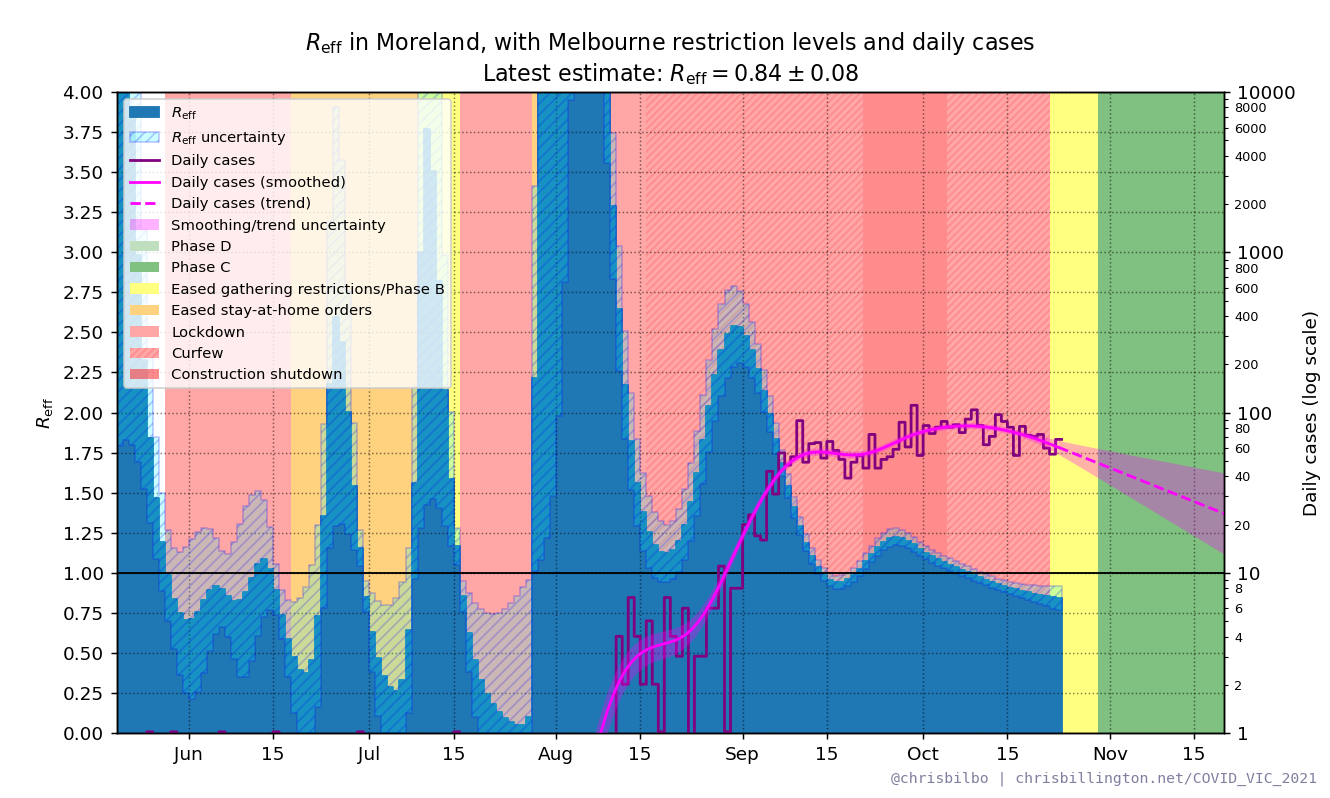 Reff in Moreland, with Melbourne restriction levels and daily cases
Latest estimate: Reff = 0.84 ± 0.08
Reff
Reff uncertainty
Daily cases
Daily cases (smoothed)
Daily cases (trend)
Smoothing/trend uncertainty
Phase D
Phase C
Eased gathering restrictions/Phase B
Eased stay-at-home orders
Lockdown
Curfew
Construction shutdown
Reff
4.00
3.75
3.50
3.25
3.00
2.75
2.50
2.25
2.00
1.75
1.50
1.25
1.00
0.75
0.50
0.25
0.00
Jun 15 Jul 15 Aug 15 Sep 15 Oct 15 Nov 15
10000
8000
6000
4000
2000
1000
800
600
400
200
100
80
60
40
20
10
8
6
4
2
1
Daily cases (log scale)
@chrisbilbo | chrisbillington.net/COVID_VIC_2021